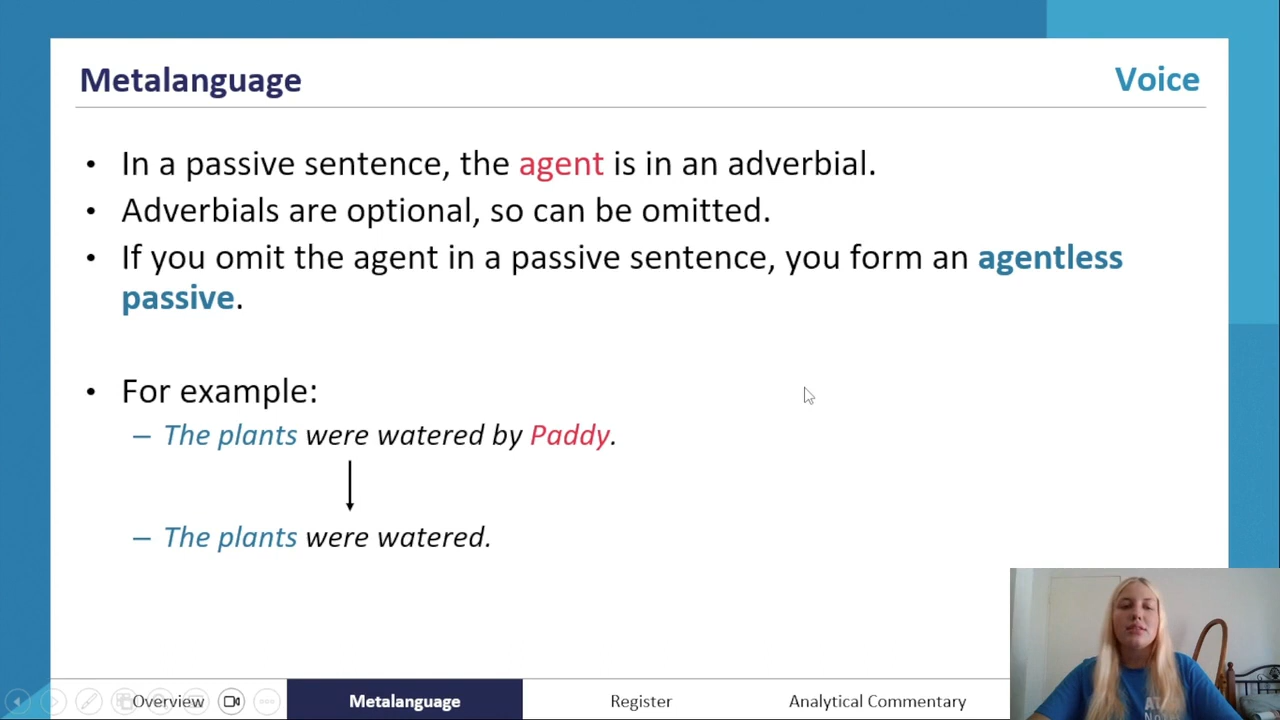 Metalanguage
Voice
• In a passive sentence, the agent is in an adverbial.
• Adverbials are optional, so can be omitted.
• If you omit the agent in a passive sentence, you form an agentless
passive.
• For example:
– The plants were watered by Paddy.
– The plants were watered.
Overview
Metalanguage
Register
Analytical Commentary